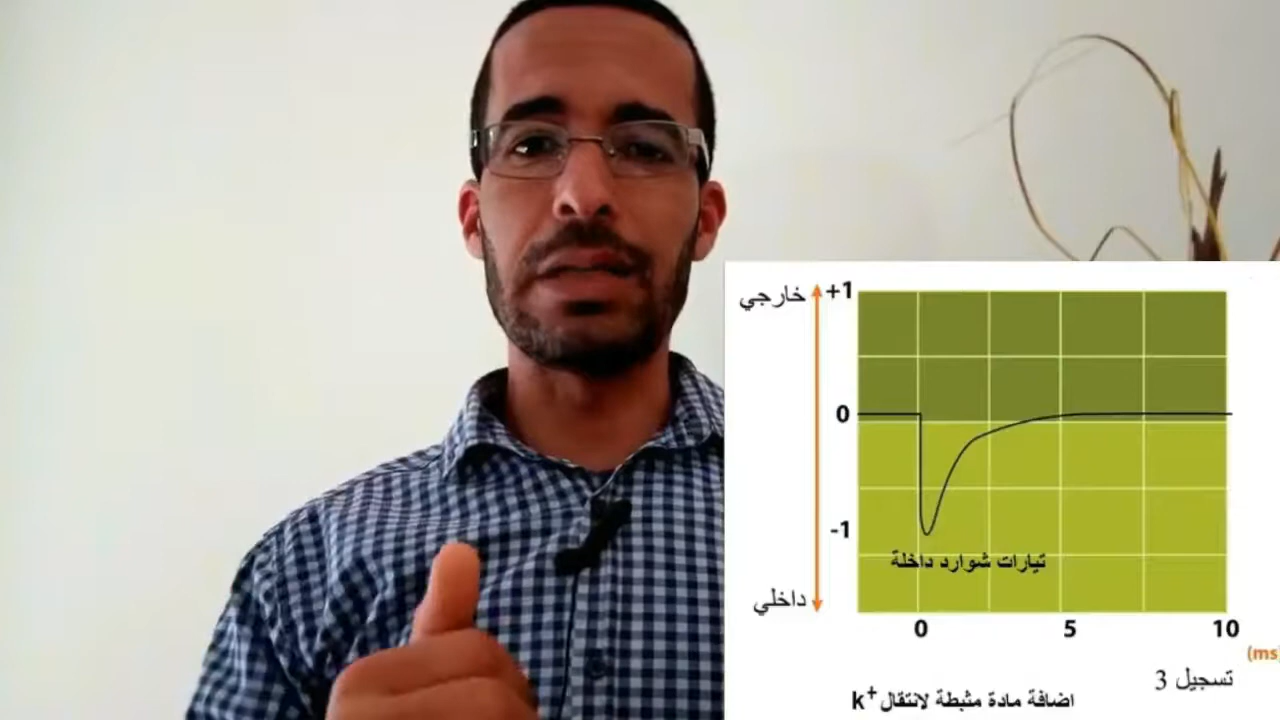 خارجي
+1
0
-1
تيارات شوارد داخلة
داخلي
0 5 10
(ms
تسجيل 3
اضافة مادة مثبطة لانتقال k+